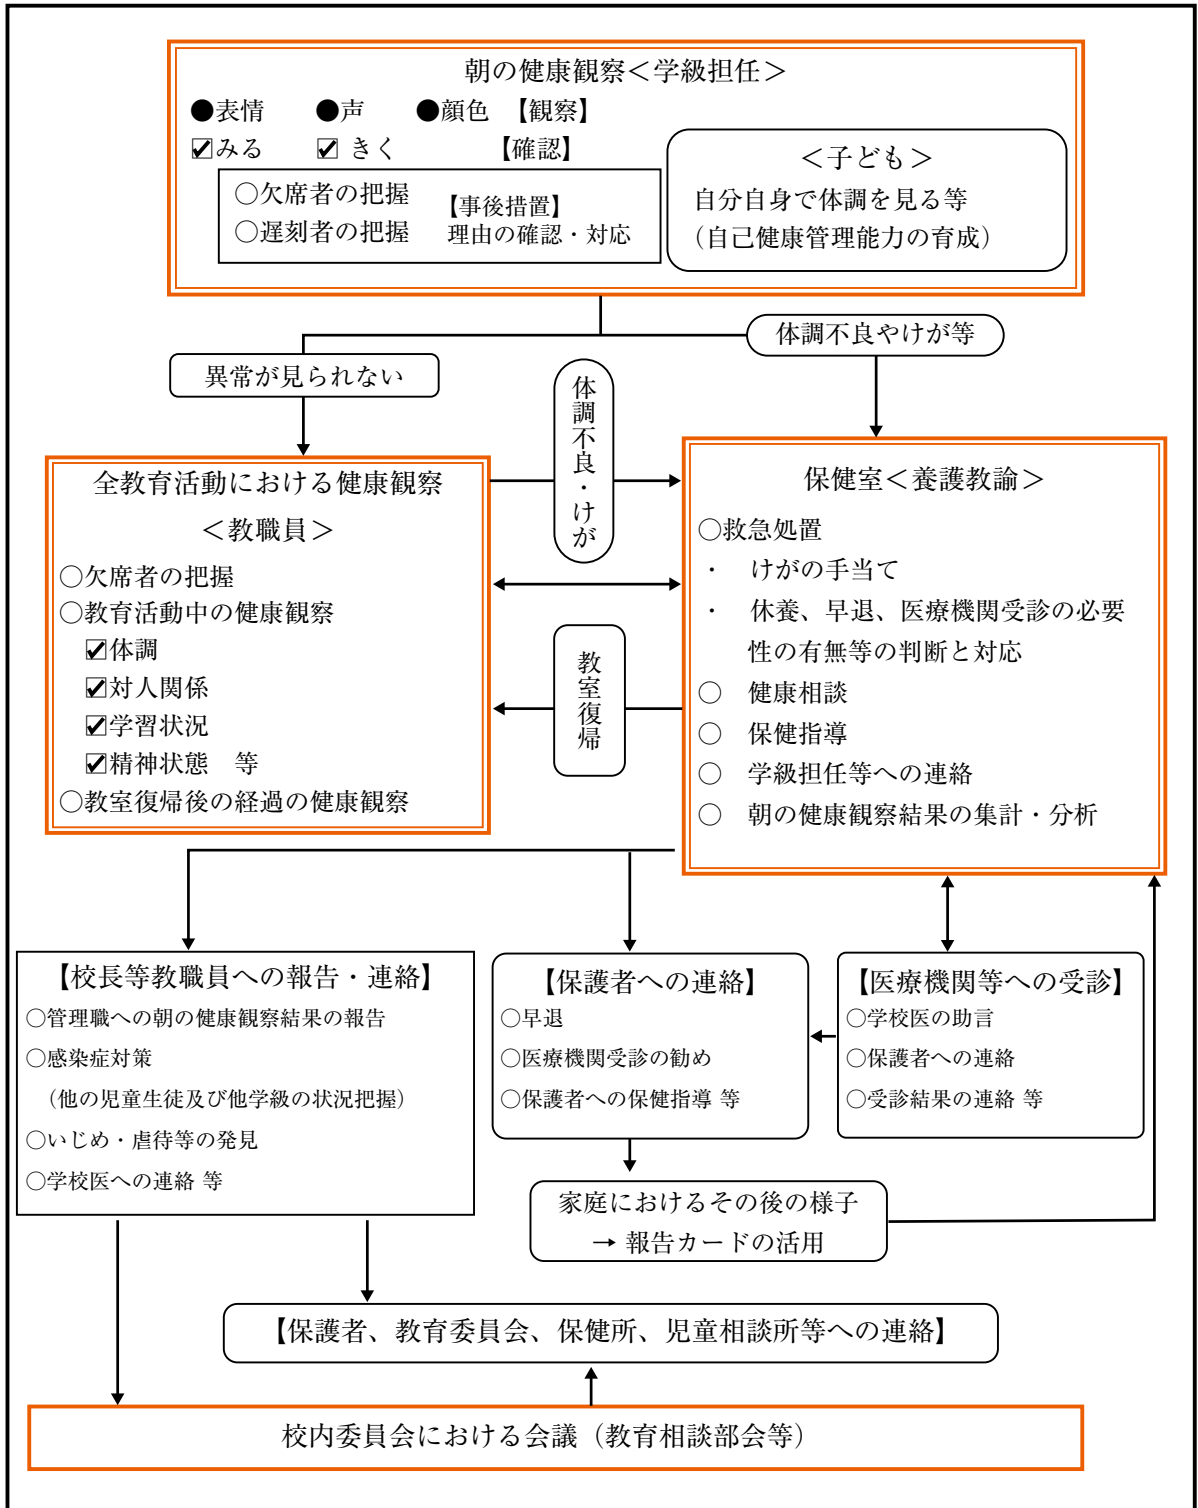 朝の健康観察＜学級担任＞
●表情　●声　●顔色　【観察】
☑みる　☑ きく　【確認】
○欠席者の把握
○遅刻者の把握
【事後措置】
理由の確認・対応
＜子ども＞
自分自身で体調を見る等
（自己健康管理能力の育成）
体調不良やけが等
異常が見られない
体調不良・けが
全教育活動における健康観察
＜教職員＞
○欠席者の把握
○教育活動中の健康観察
☑体調
☑対人関係
☑学習状況
☑精神状態　等
○教室復帰後の経過の健康観察
教室復帰
保健室＜養護教諭＞
○救急処置
・　けがの手当て
・　休養、早退、医療機関受診の必要
性の有無等の判断と対応
○　健康相談
○　保健指導
○　学級担任等への連絡
○　朝の健康観察結果の集計・分析
【校長等教職員への報告・連絡】
○管理職への朝の健康観察結果の報告
○感染症対策
（他の児童生徒及び他学級の状況把握）
○いじめ・虐待等の発見
○学校医への連絡 等
【保護者への連絡】
○早退
○医療機関受診の勧め
○保護者への保健指導 等
【医療機関等への受診】
○学校医の助言
○保護者への連絡
○受診結果の連絡 等
家庭におけるその後の様子
→ 報告カードの活用
【保護者、教育委員会、保健所、児童相談所等への連絡】
校内委員会における会議（教育相談部会等）